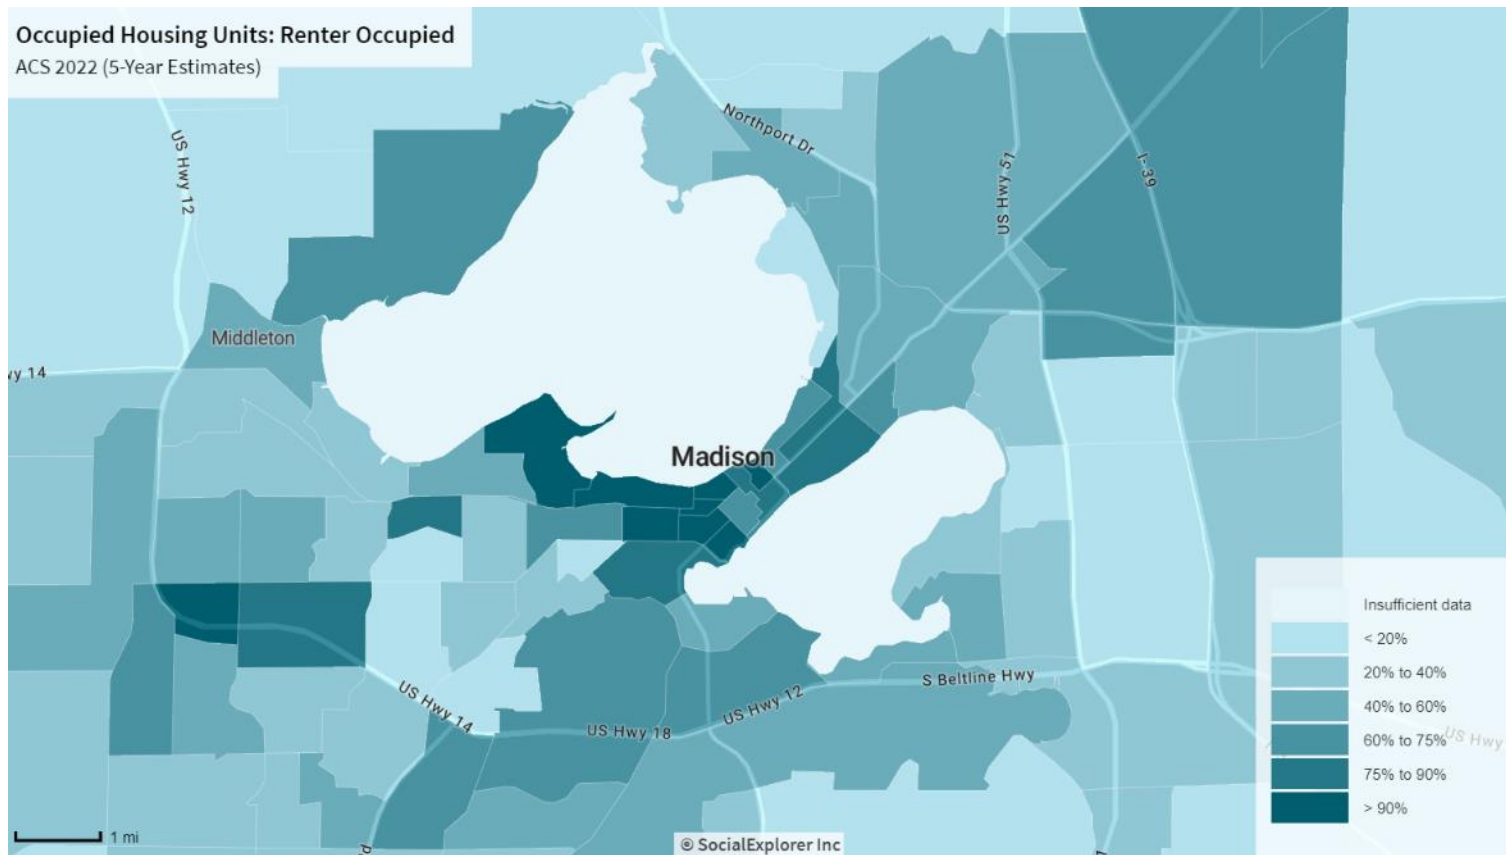 Occupied Housing Units: Renter Occupied
ACS 2022 (5-Year Estimates)
Northport Dr
US Hwy 12
US Hwy 51
I-39
Middleton
vy 14
Madison
US Hwy 14
US Hwy 18
US Hwy 12
S Beltline Hwy
US Hwy
Insufficient data
< 20%
20% to 40%
40% to 60%
60% to 75%
75% to 90%
> 90%
1 mi
© SocialExplorer Inc